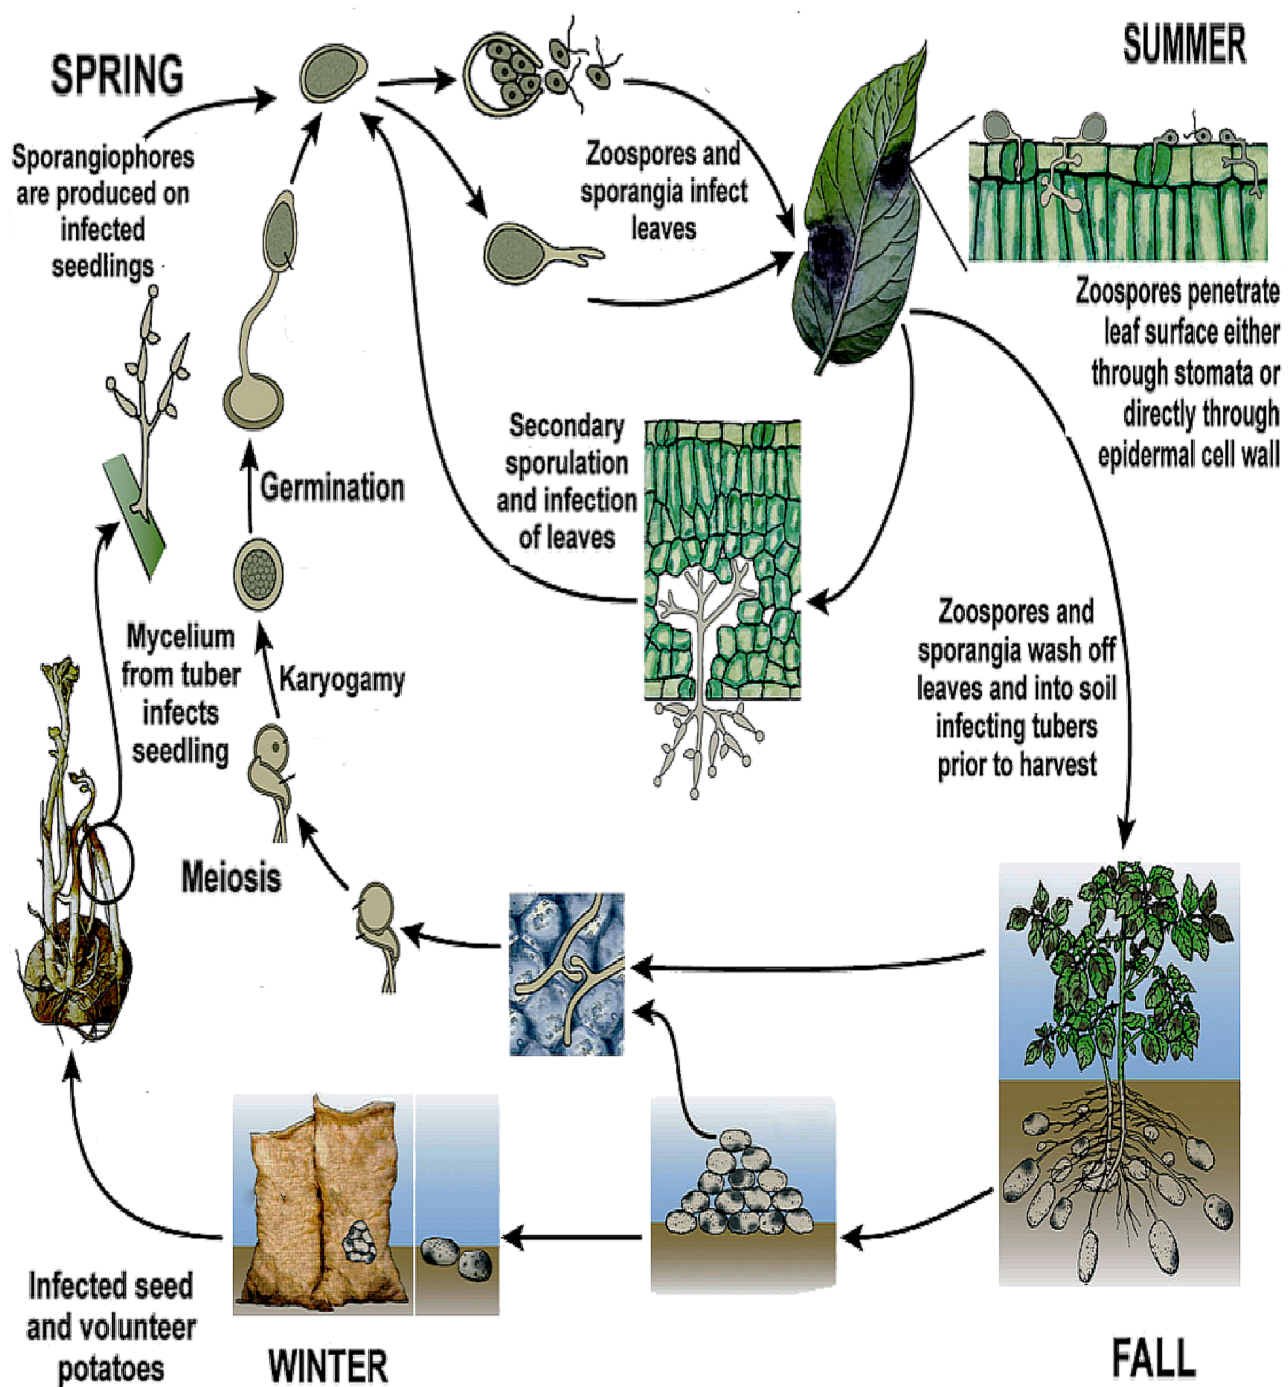 SPRING
SUMMER
Sporangiophores
are produced on
infected
seedlings
Zoospores and
sporangia infect
leaves
Zoospores penetrate
leaf surface either
through stomata or
directly through
epidermal cell wall
Secondary
sporulation
and infection
of leaves
Germination
Mycelium
from tuber
infects
seedling
Karyogamy
Zoospores and
sporangia wash off
leaves and into soil
infecting tubers
prior to harvest
Meiosis
Infected seed
and volunteer
potatoes
WINTER
FALL